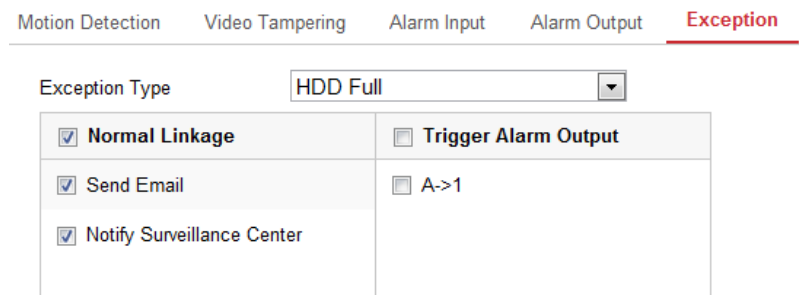 Motion Detection Video Tampering Alarm Input Alarm Output Exception
Exception Type HDD Full
Normal Linkage Trigger Alarm Output
Send Email A->1
Notify Surveillance Center